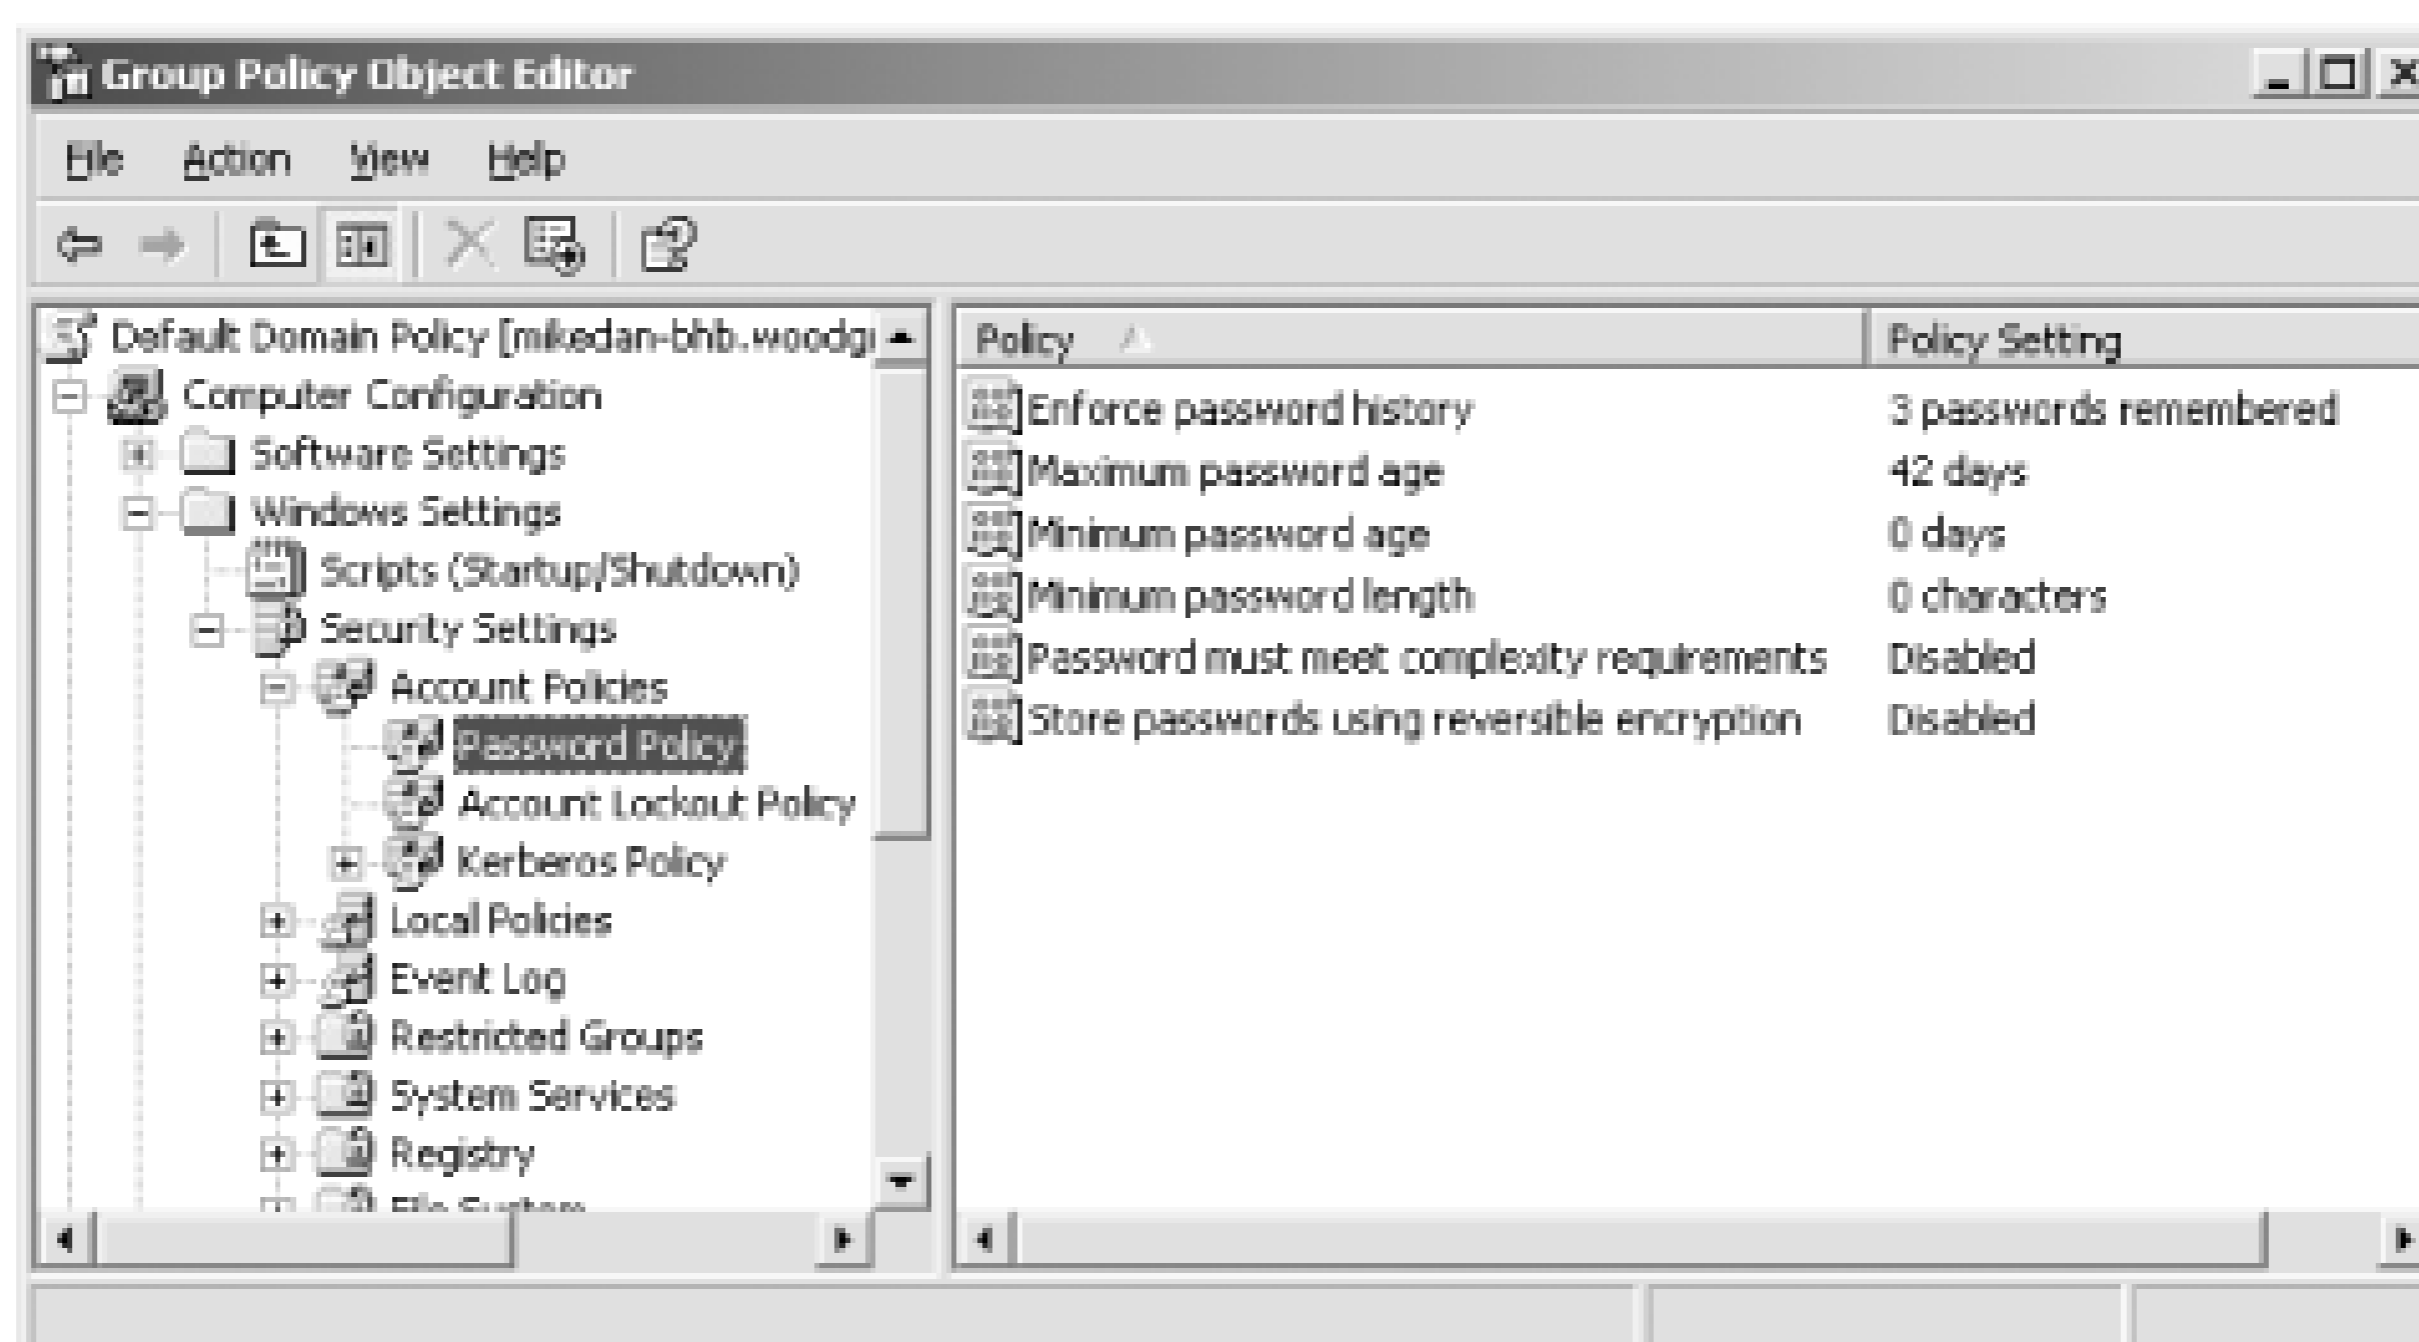 Group Policy Object Editor
File Action View Help
Default Domain Policy [mikedan-bhb.woodg
Computer Configuration
Software Settings
Windows Settings
Scripts (Startup/Shutdown)
Security Settings
Account Policies
Password Policy
Account Lockout Policy
Kerberos Policy
Local Policies
Event Log
Restricted Groups
System Services
Registry
File System
Policy Policy Setting
Enforce password history 3 passwords remembered
Maximum password age 42 days
Minimum password age 0 days
Minimum password length 0 characters
Password must meet complexity requirements Disabled
Store passwords using reversible encryption Disabled